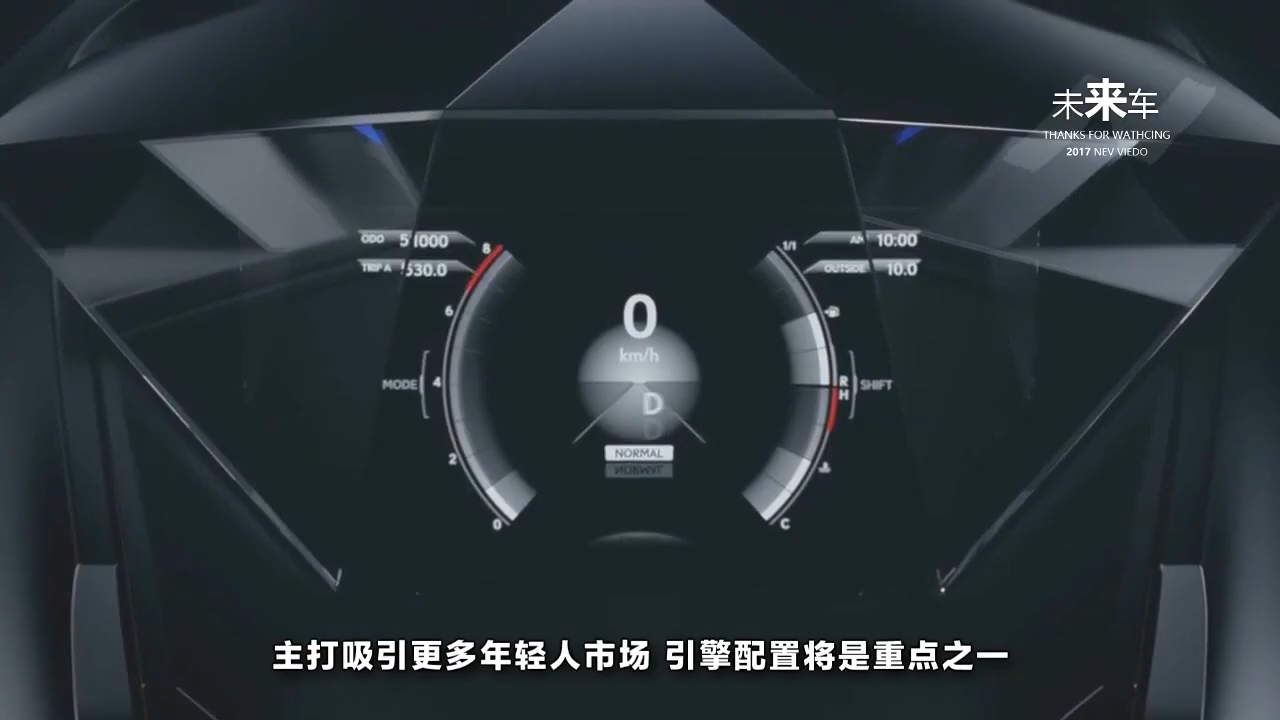 未来车
THANKS FOR WATHCING
2017 NEV VIEDO
ODO 51000
TRIP A 530.0
AM 10:00
OUTSIDE 10.0
8
6
4
2
0
MODE
0
km/h
D
NORMAL
1/1
R
H
SHIFT
C
主打吸引更多年轻人市场 引擎配置将是重点之一